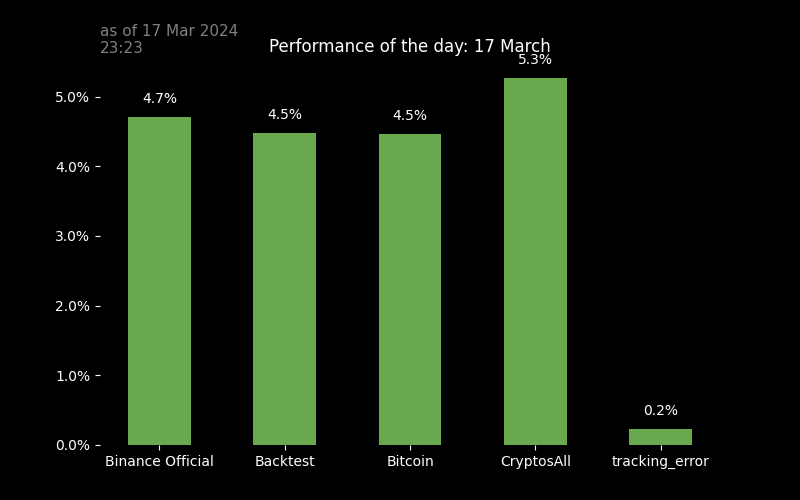 as of 17 Mar 2024
23:23
Performance of the day: 17 March
5.3%
4.7%
4.5%
4.5%
0.2%
5.0%
4.0%
3.0%
2.0%
1.0%
0.0%
Binance Official
Backtest
Bitcoin
CryptosAll
tracking_error